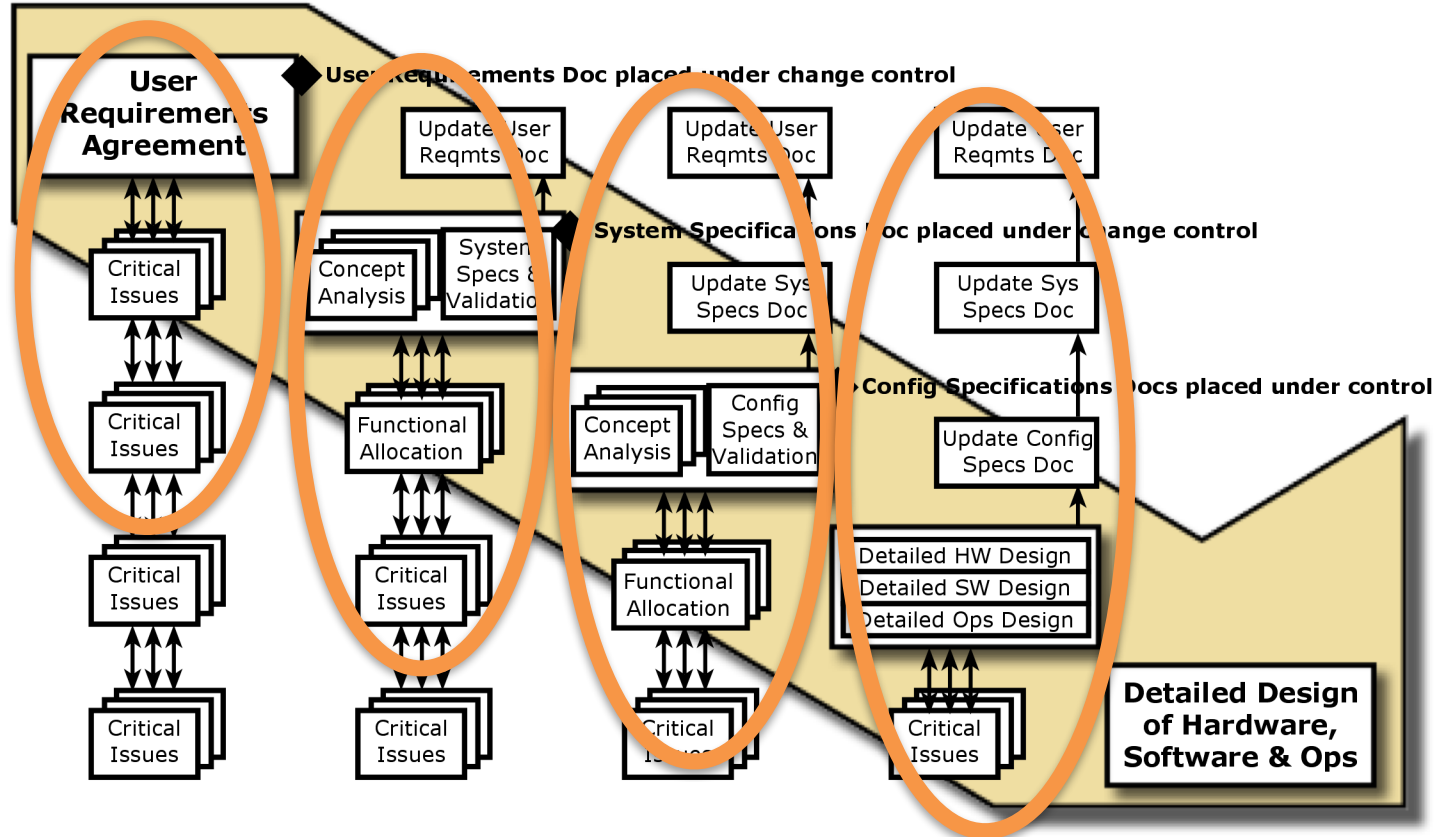 User
Requirements
Agreement
User Requirements Doc placed under change control
Update User
Reqmts Doc
Update User
Reqmts Doc
Update User
Reqmts Doc
Critical
Issues
Concept
Analysis
System
Specs &
Validation
System Specifications Doc placed under change control
Update Sys
Specs Doc
Update Sys
Specs Doc
Critical
Issues
Functional
Allocation
Concept
Analysis
Config
Specs &
Validation
Config Specifications Docs placed under control
Update Config
Specs Doc
Critical
Issues
Critical
Issues
Functional
Allocation
Detailed HW Design
Detailed SW Design
Detailed Ops Design
Critical
Issues
Critical
Issues
Critical
Issues
Critical
Issues
Detailed Design
of Hardware,
Software & Ops